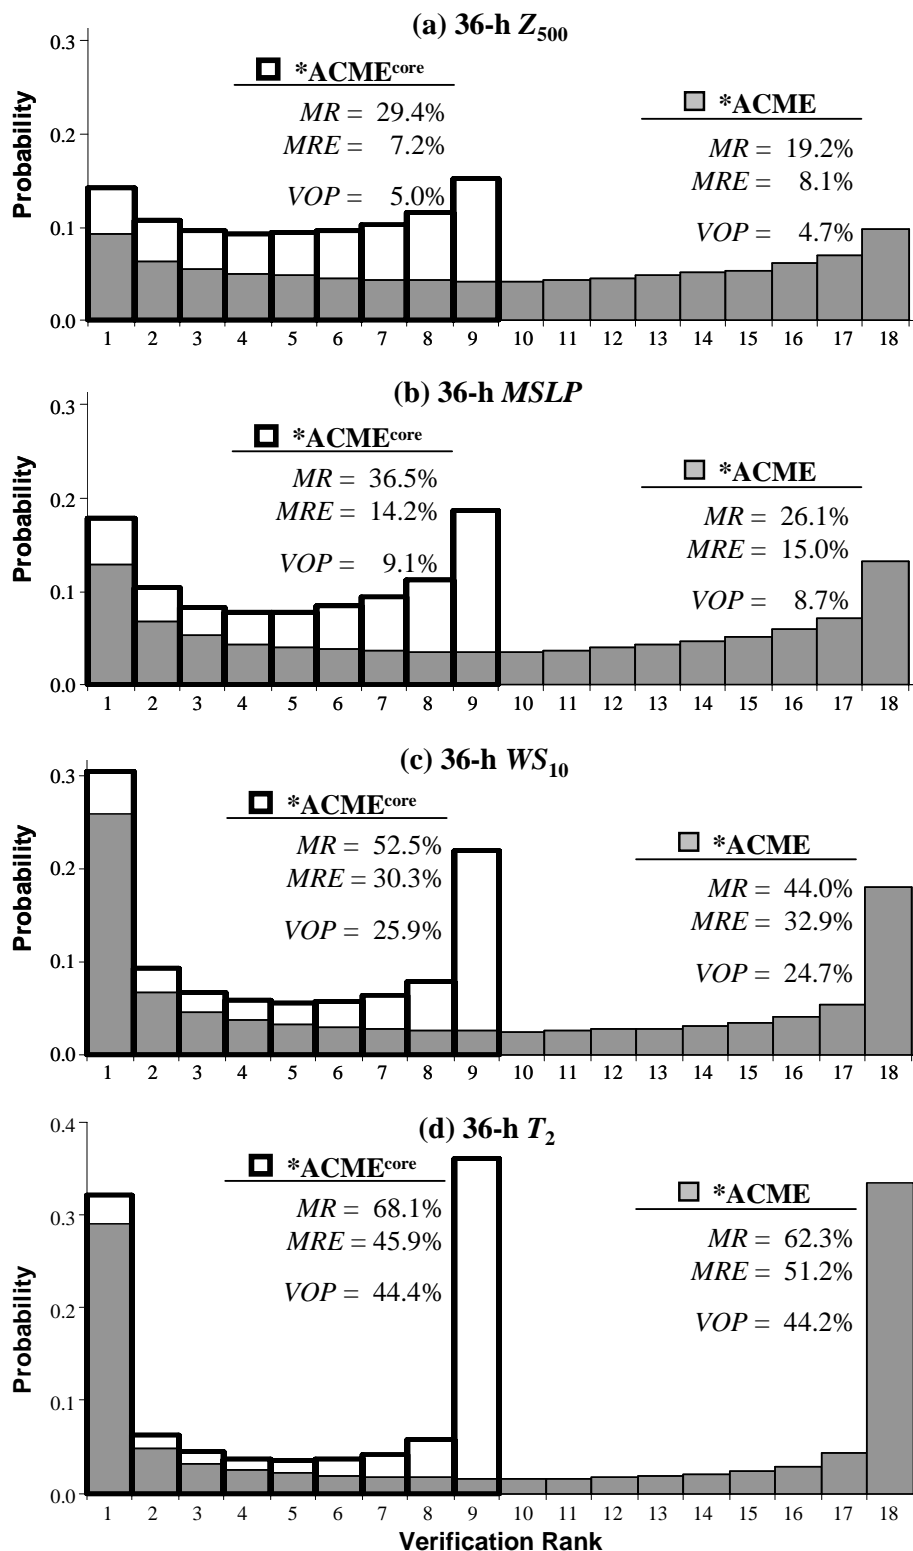 (a) 36-h Z500
0.3
0.2
0.1
0.0
Probability
*ACMEcore
MR = 29.4%
MRE = 7.2%
VOP = 5.0%
*ACME
MR = 19.2%
MRE = 8.1%
VOP = 4.7%
1 2 3 4 5 6 7 8 9 10 11 12 13 14 15 16 17 18
(b) 36-h MSLP
0.3
0.2
0.1
0.0
Probability
*ACMEcore
MR = 36.5%
MRE = 14.2%
VOP = 9.1%
*ACME
MR = 26.1%
MRE = 15.0%
VOP = 8.7%
1 2 3 4 5 6 7 8 9 10 11 12 13 14 15 16 17 18
(c) 36-h WS10
0.3
0.2
0.1
0.0
Probability
*ACMEcore
MR = 52.5%
MRE = 30.3%
VOP = 25.9%
*ACME
MR = 44.0%
MRE = 32.9%
VOP = 24.7%
1 2 3 4 5 6 7 8 9 10 11 12 13 14 15 16 17 18
(d) 36-h T2
0.4
0.3
0.2
0.1
0.0
Probability
*ACMEcore
MR = 68.1%
MRE = 45.9%
VOP = 44.4%
*ACME
MR = 62.3%
MRE = 51.2%
VOP = 44.2%
1 2 3 4 5 6 7 8 9 10 11 12 13 14 15 16 17 18
Verification Rank